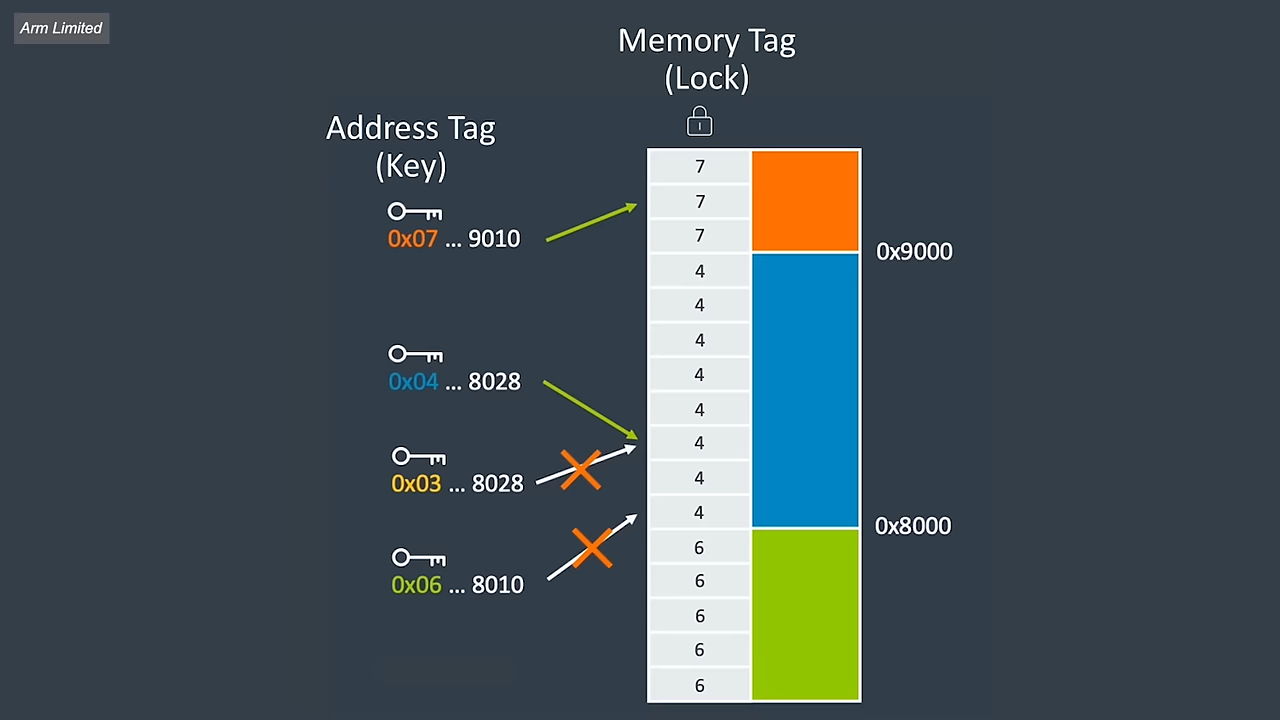 Arm Limited
Memory Tag
(Lock)
Address Tag
(Key)
0x07 ... 9010
0x04 ... 8028
0x03 ... 8028
0x06 ... 8010
7
7
7
4
4
4
4
4
4
4
4
6
6
6
6
6
0x9000
0x8000